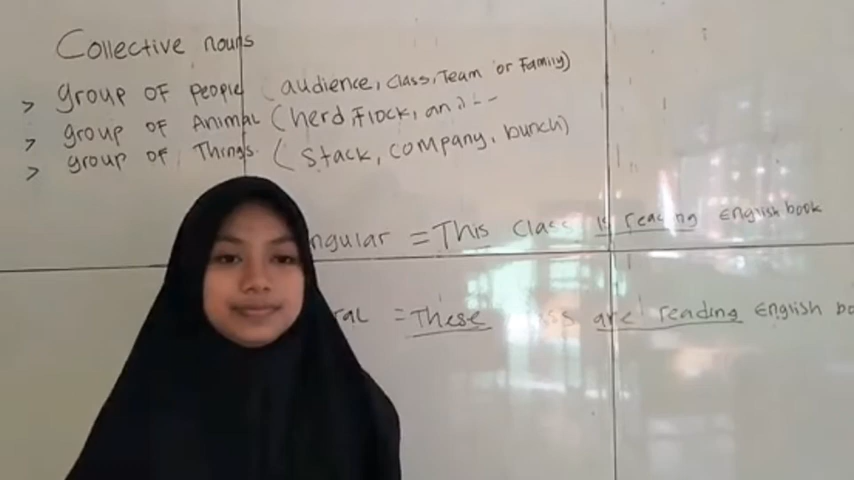 Collective nouns
> group of people (audience, class, Team or Family)
> group of Animal (herd, Flock, and
> group of Things. (stack, company, bunch)
ngular = This class is reading English book
ral = These are reading English bo